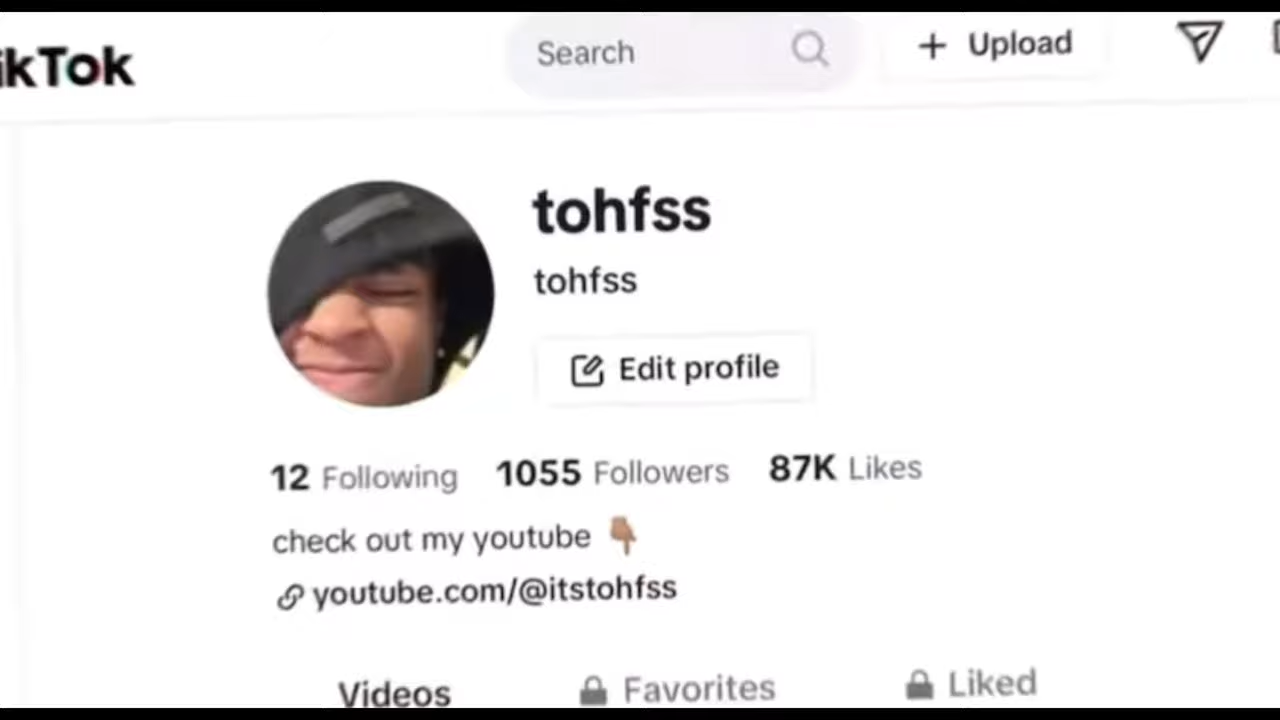 ikTok
Search
Upload
tohfss
tohfss
Edit profile
12 Following 1055 Followers 87K Likes
check out my youtube 👇🏽
youtube.com/@itstohfss
Videos Favorites Liked